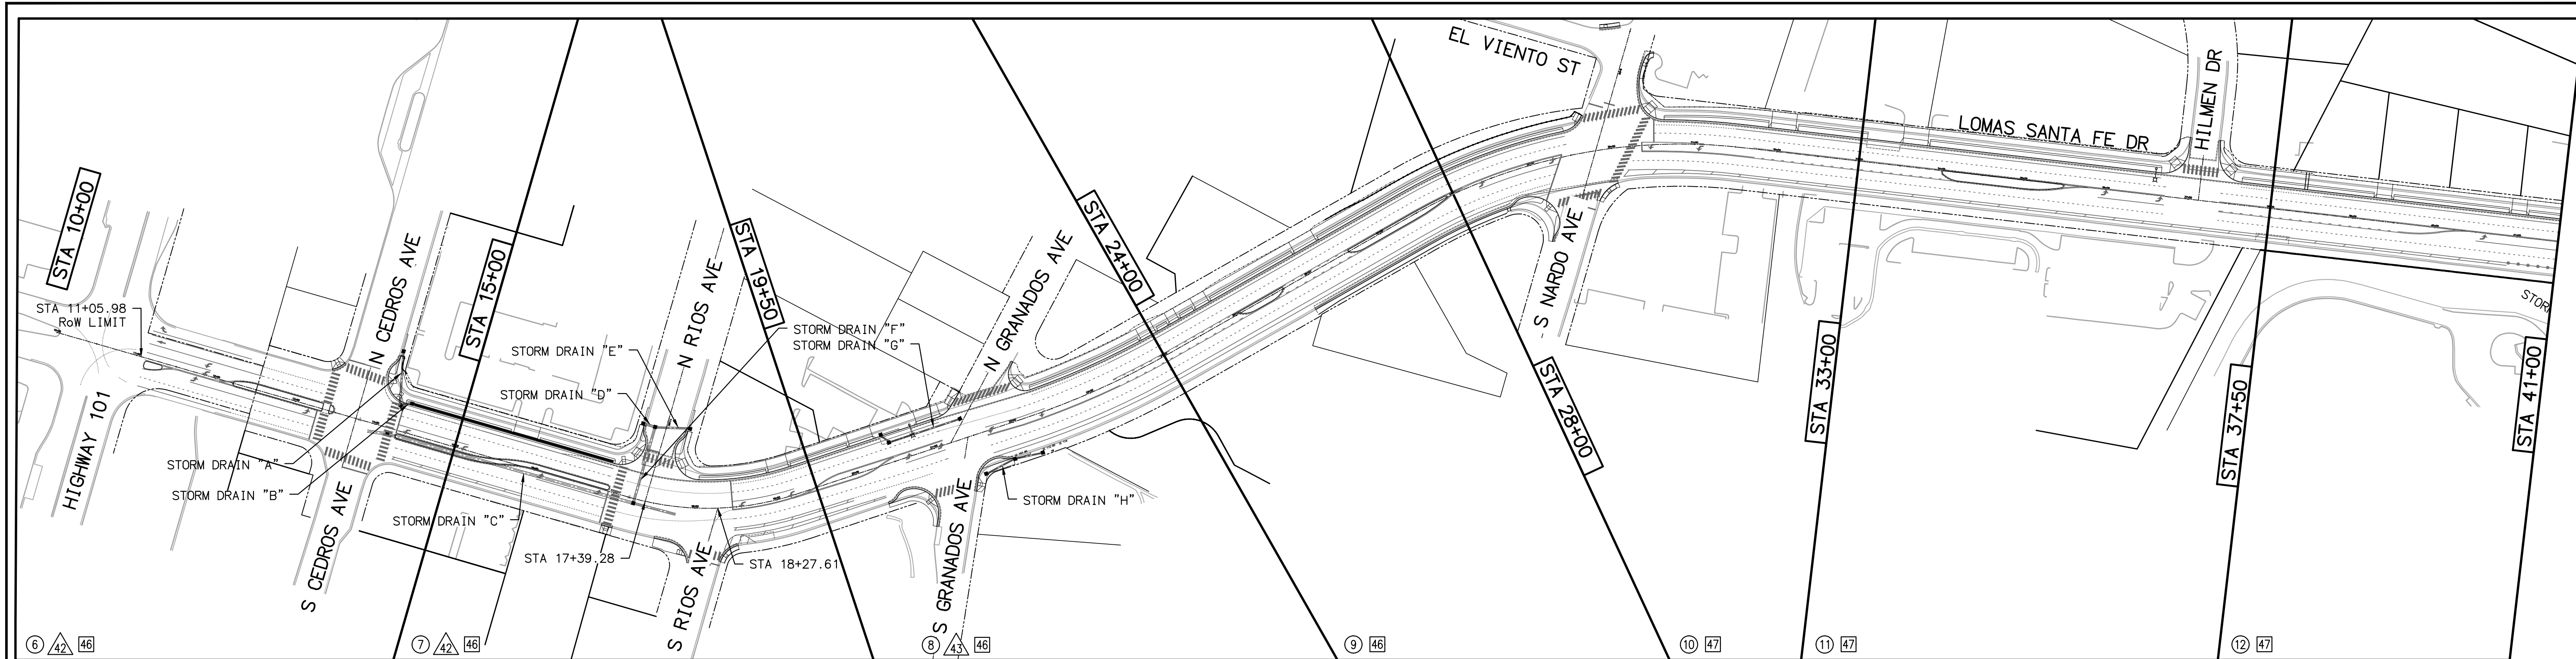 STA 10+00
STA 11+05.98
RoW LIMIT
HIGHWAY 101
N CEDROS AVE
S CEDROS AVE
STORM DRAIN "A"
STORM DRAIN "B"
STA 15+00
STORM DRAIN "C"
STORM DRAIN "D"
STORM DRAIN "E"
STA 17+39.28
N RIOS AVE
S RIOS AVE
STA 18+27.61
STA 19+50
STORM DRAIN "F"
STORM DRAIN "G"
N GRANADOS AVE
S GRANADOS AVE
STORM DRAIN "H"
STA 24+00
EL VIENTO ST
S NARDO AVE
STA 28+00
LOMAS SANTA FE DR
STA 33+00
HILMEN DR
STA 37+50
STA 41+00
6 42 46
7 42 46
8 43 46
9 46
10 47
11 47
12 47